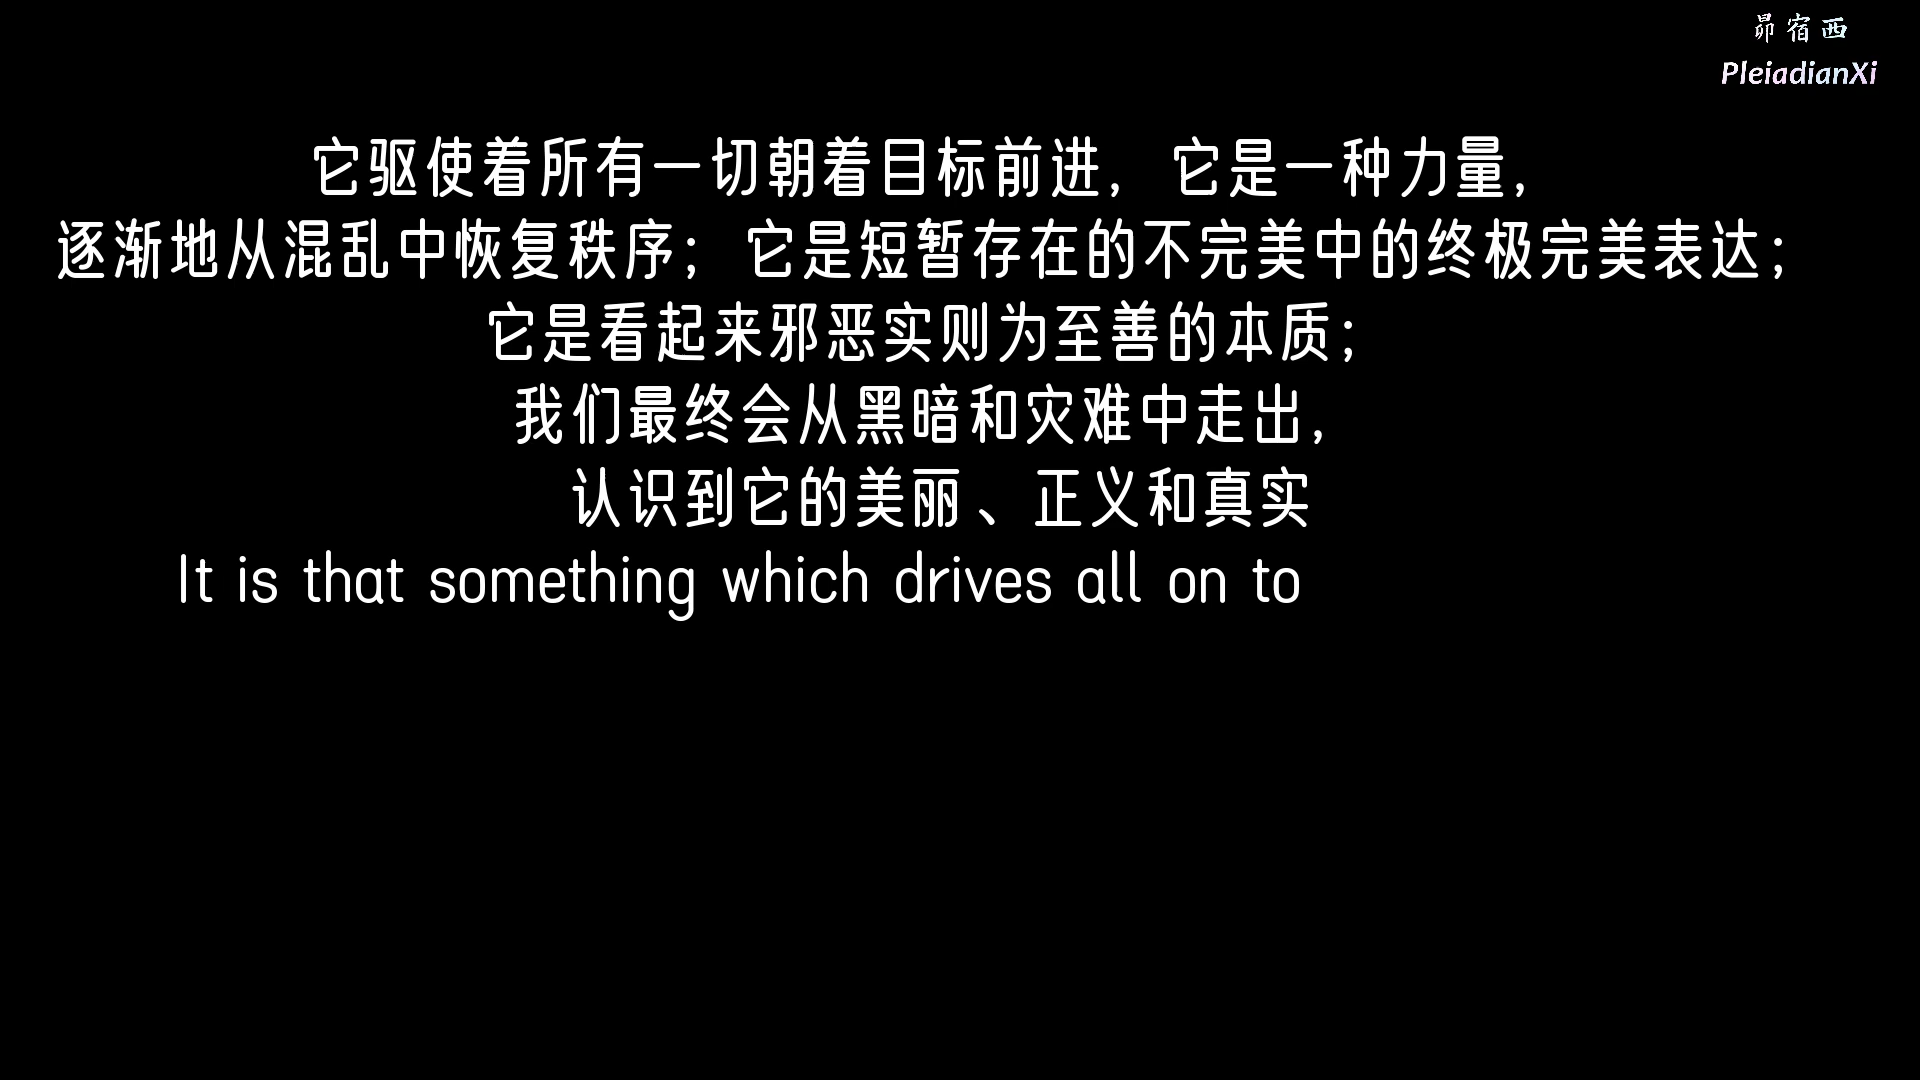 昴宿西
PleiadianXi
它驱使着所有一切朝着目标前进，它是一种力量，
逐渐地从混乱中恢复秩序；它是短暂存在的不完美中的终极完美表达；
它是看起来邪恶实则为至善的本质；
我们最终会从黑暗和灾难中走出，
认识到它的美丽、正义和真实
It is that something which drives all on to